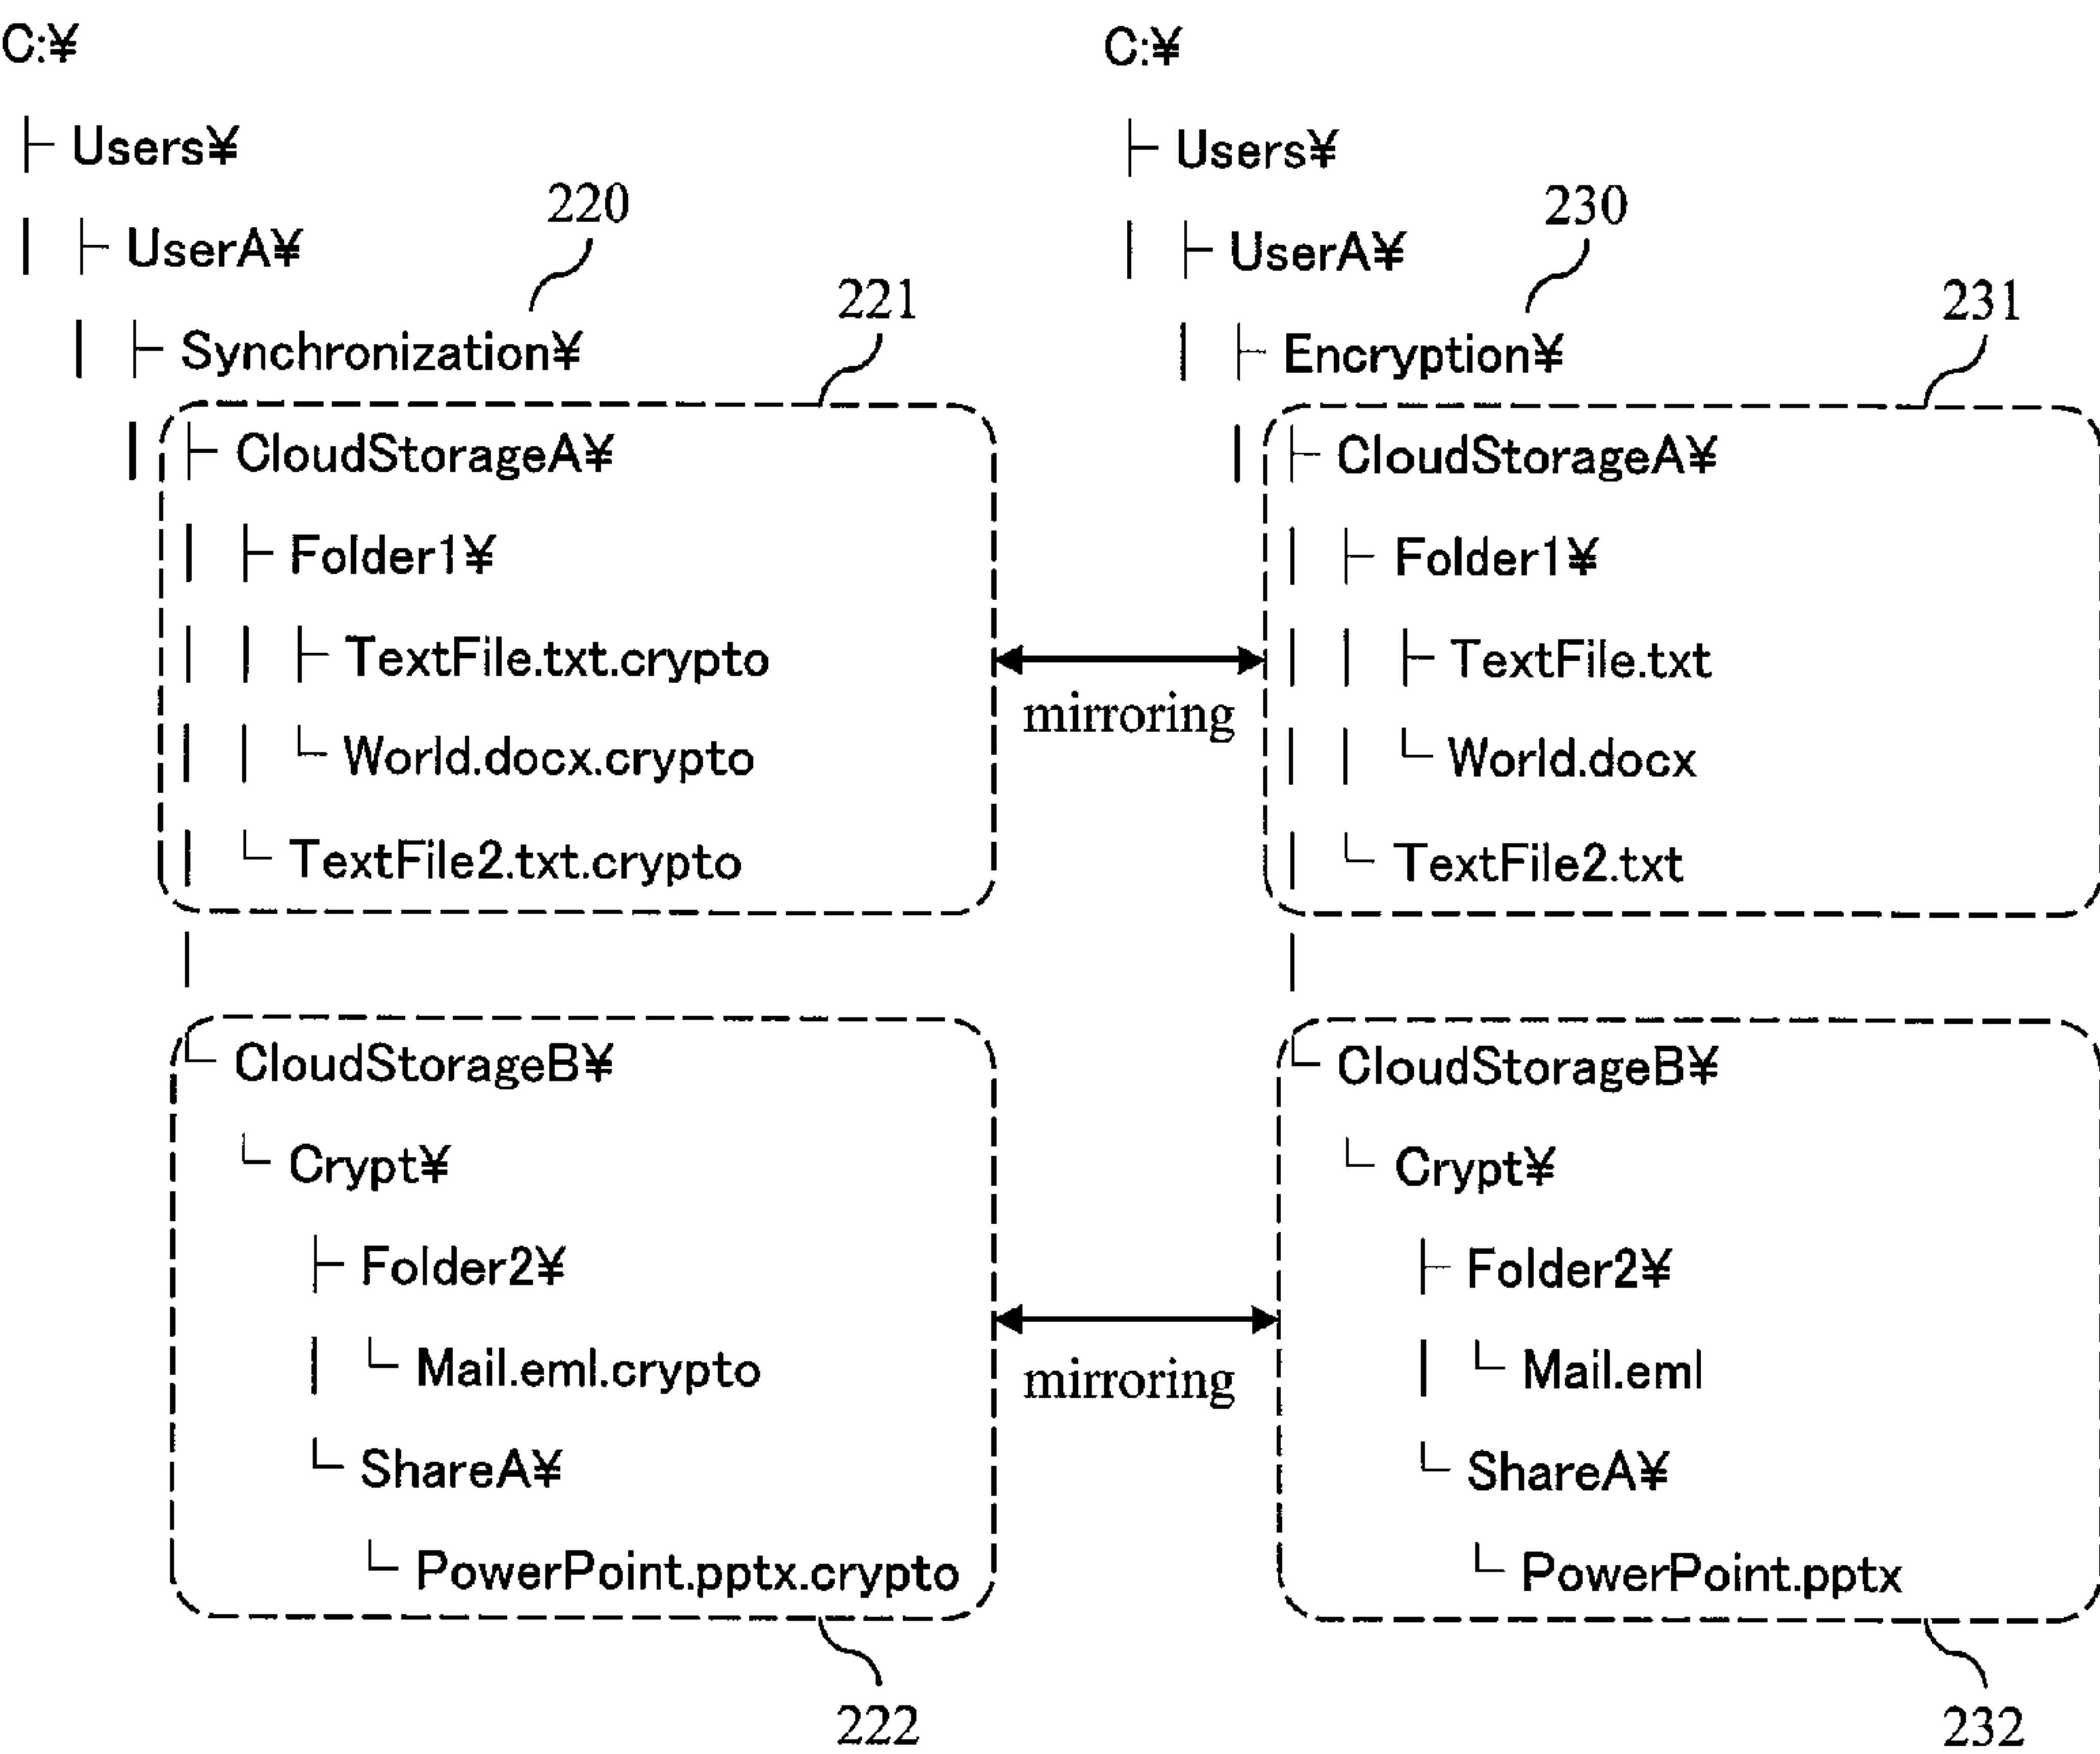 C:¥
├ Users¥
│ ├ UserA¥
220
│ ├ Synchronization¥
221
│ ├ CloudStorageA¥
│ ├ Folder1¥
│ │ ├ TextFile.txt.crypto
│ │ └ World.docx.crypto
│ └ TextFile2.txt.crypto
│
└ CloudStorageB¥
└ Crypt¥
├ Folder2¥
│ └ Mail.eml.crypto
└ ShareA¥
└ PowerPoint.pptx.crypto
222
mirroring
mirroring
C:¥
├ Users¥
│ ├ UserA¥
230
│ ├ Encryption¥
231
│ ├ CloudStorageA¥
│ ├ Folder1¥
│ │ ├ TextFile.txt
│ │ └ World.docx
│ └ TextFile2.txt
│
└ CloudStorageB¥
└ Crypt¥
├ Folder2¥
│ └ Mail.eml
└ ShareA¥
└ PowerPoint.pptx
232